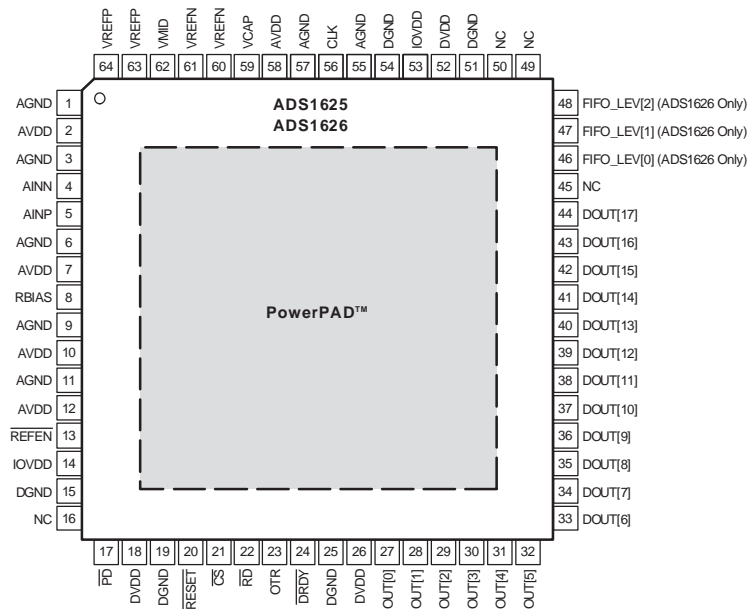 VREFP
VREFP
VMID
VREFN
VREFN
VCAP
AVDD
AGND
CLK
AGND
DGND
IOVDD
DVDD
DGND
NC
NC
64 63 62 61 60 59 58 57 56 55 54 53 52 51 50 49
AGND 1
AVDD 2
AGND 3
AINN 4
AINP 5
AGND 6
AVDD 7
RBIAS 8
AGND 9
AVDD 10
AGND 11
AVDD 12
REFEN 13
IOVDD 14
DGND 15
NC 16
ADS1625
ADS1626
PowerPAD™
48 FIFO_LEV[2] (ADS1626 Only)
47 FIFO_LEV[1] (ADS1626 Only)
46 FIFO_LEV[0] (ADS1626 Only)
45 NC
44 DOUT[17]
43 DOUT[16]
42 DOUT[15]
41 DOUT[14]
40 DOUT[13]
39 DOUT[12]
38 DOUT[11]
37 DOUT[10]
36 DOUT[9]
35 DOUT[8]
34 DOUT[7]
33 DOUT[6]
17 18 19 20 21 22 23 24 25 26 27 28 29 30 31 32
PD
DVDD
DGND
RESET
CS
RD
OTR
DRDY
DGND
DVDD
OUT[0]
OUT[1]
OUT[2]
OUT[3]
OUT[4]
OUT[5]